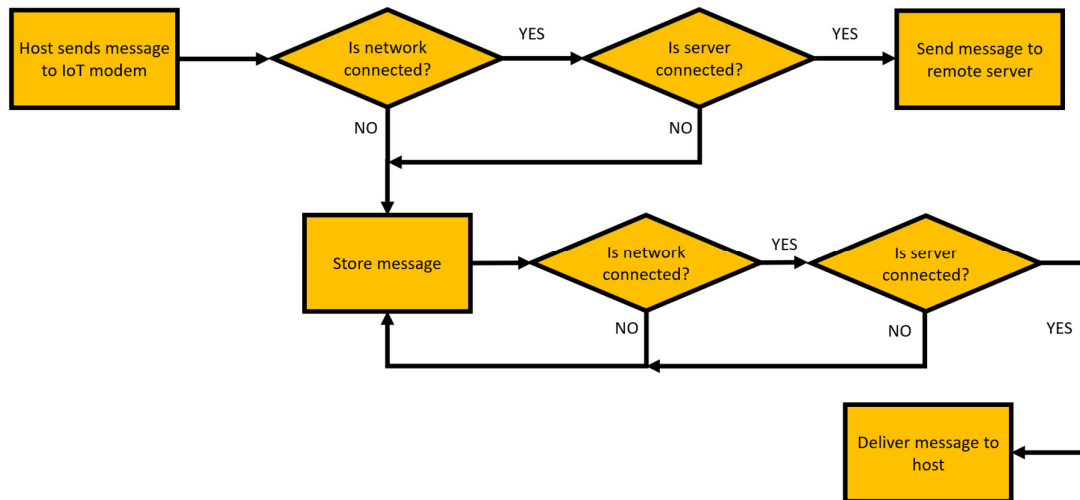 Host sends message
to IoT modem
Is network
connected?
YES
Is server
connected?
YES
Send message to
remote server
NO
NO
Store message
Is network
connected?
YES
Is server
connected?
NO
NO
YES
Deliver message to
host